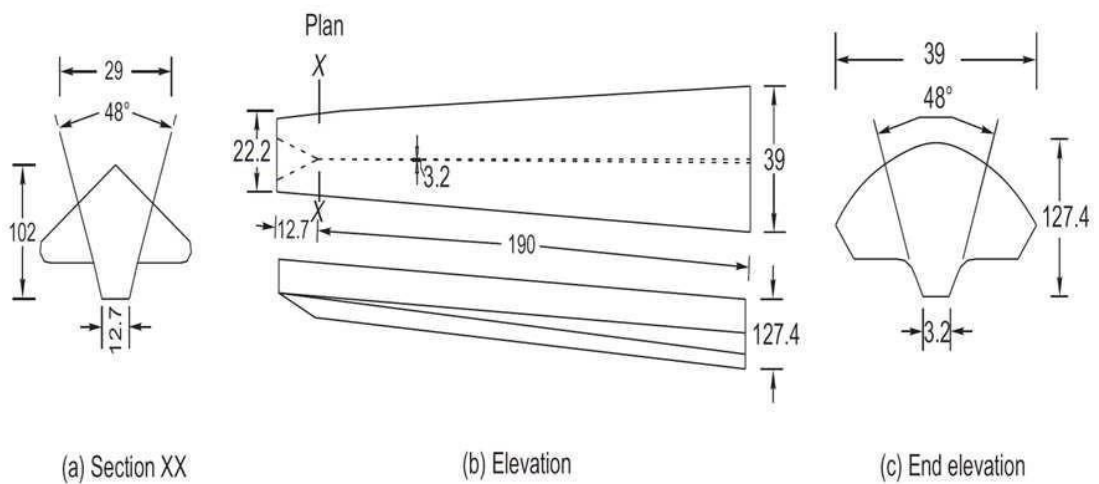 29
48°
102
12.7
(a) Section XX
Plan
X
22.2
3.2
39
X
12.7
190
127.4
(b) Elevation
39
48°
127.4
3.2
(c) End elevation